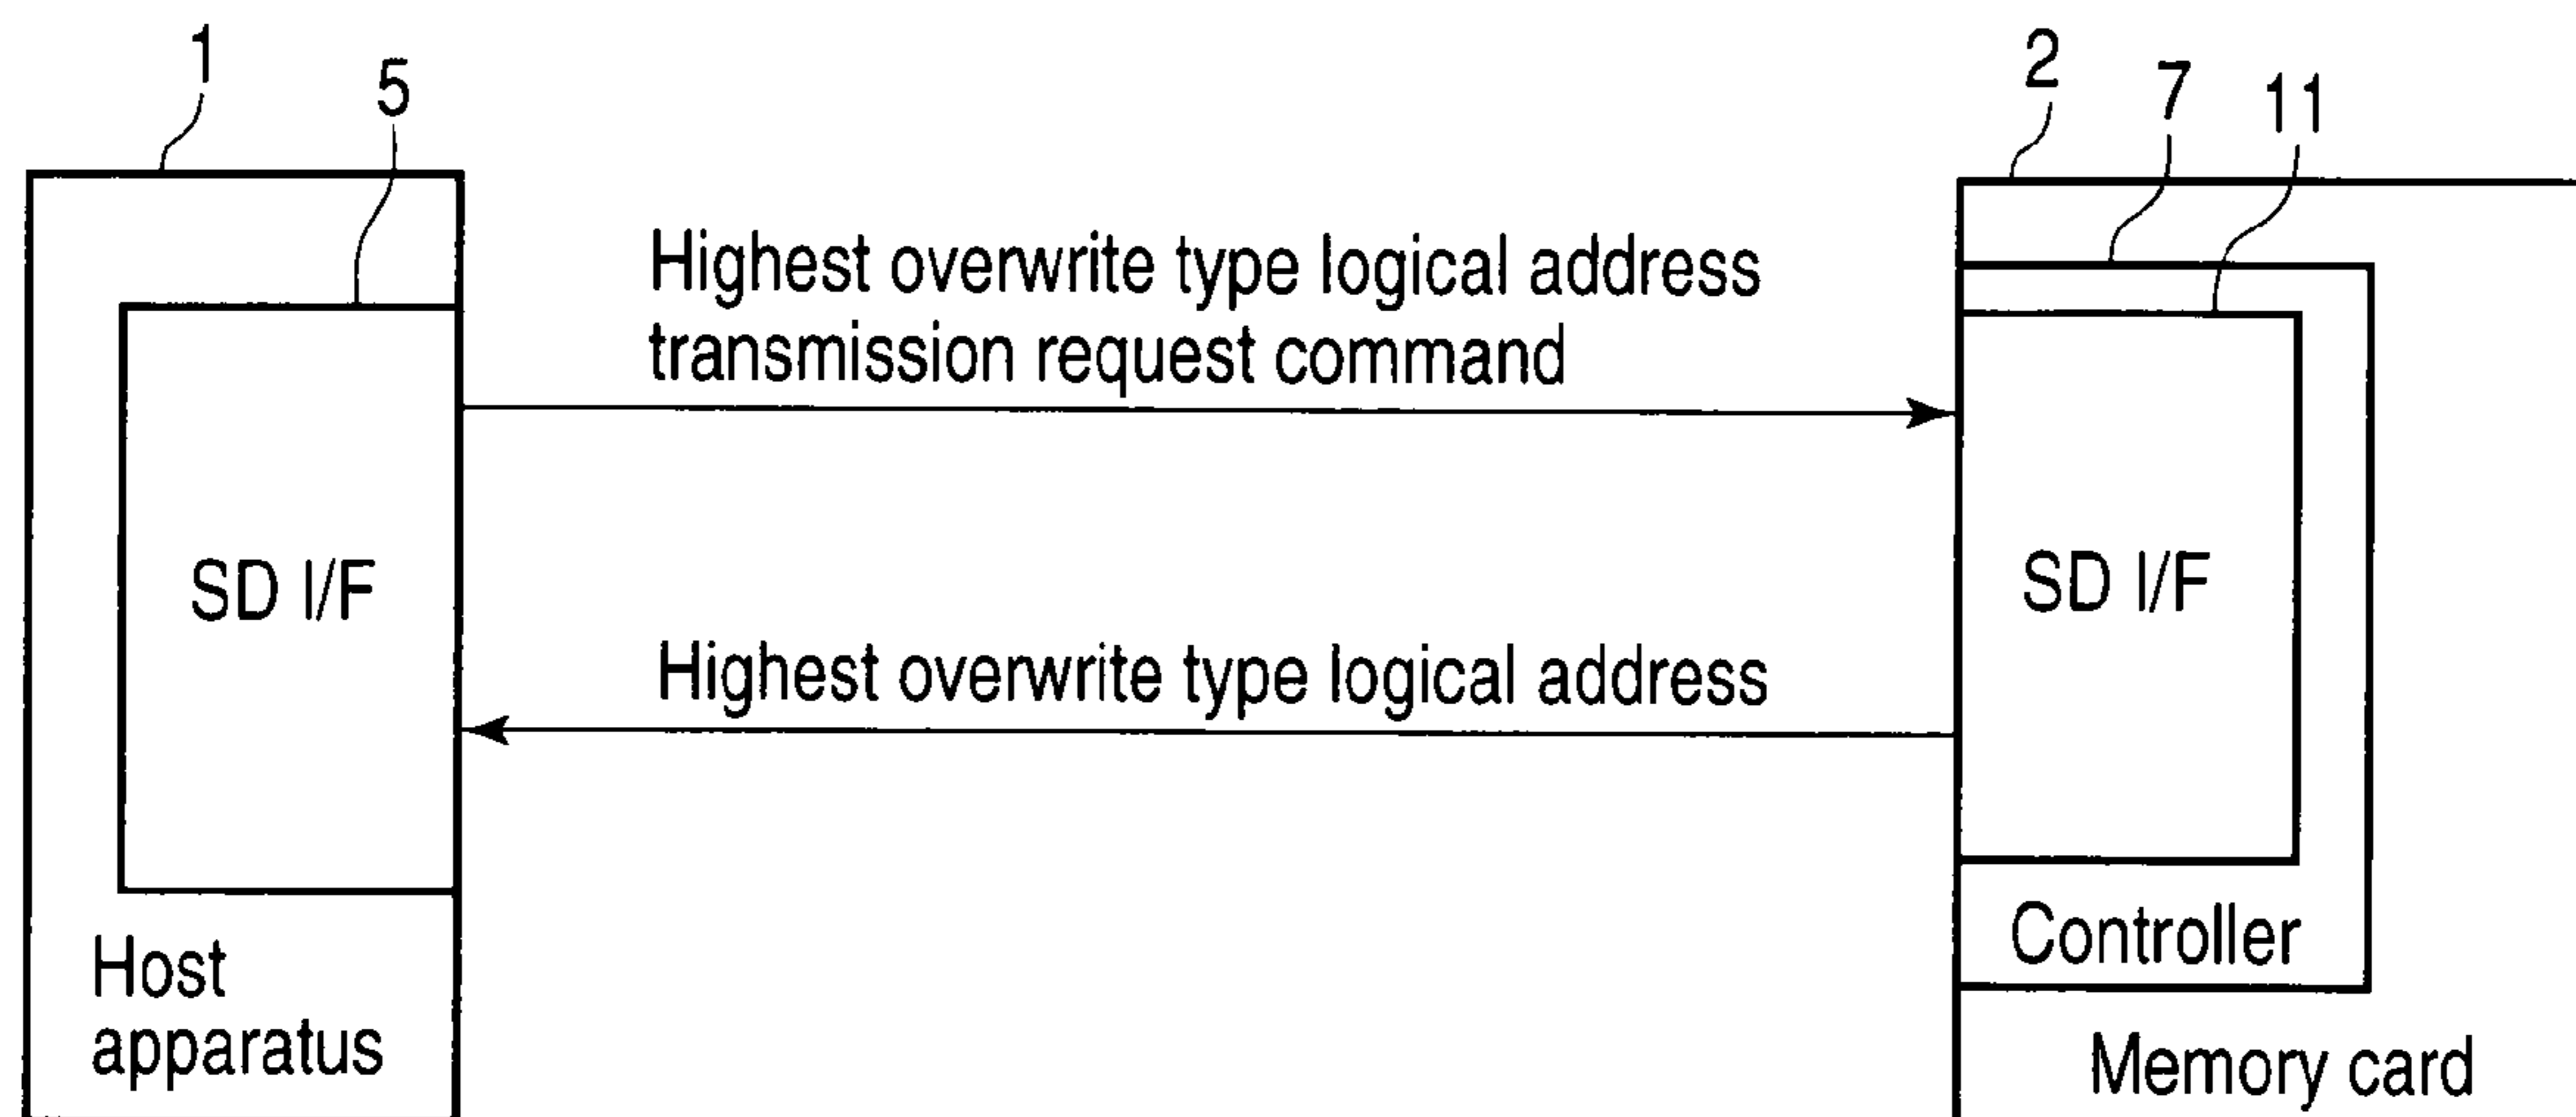 1
5
2
7
11
Highest overwrite type logical address
transmission request command
SD I/F
SD I/F
Highest overwrite type logical address
Host
apparatus
Controller
Memory card